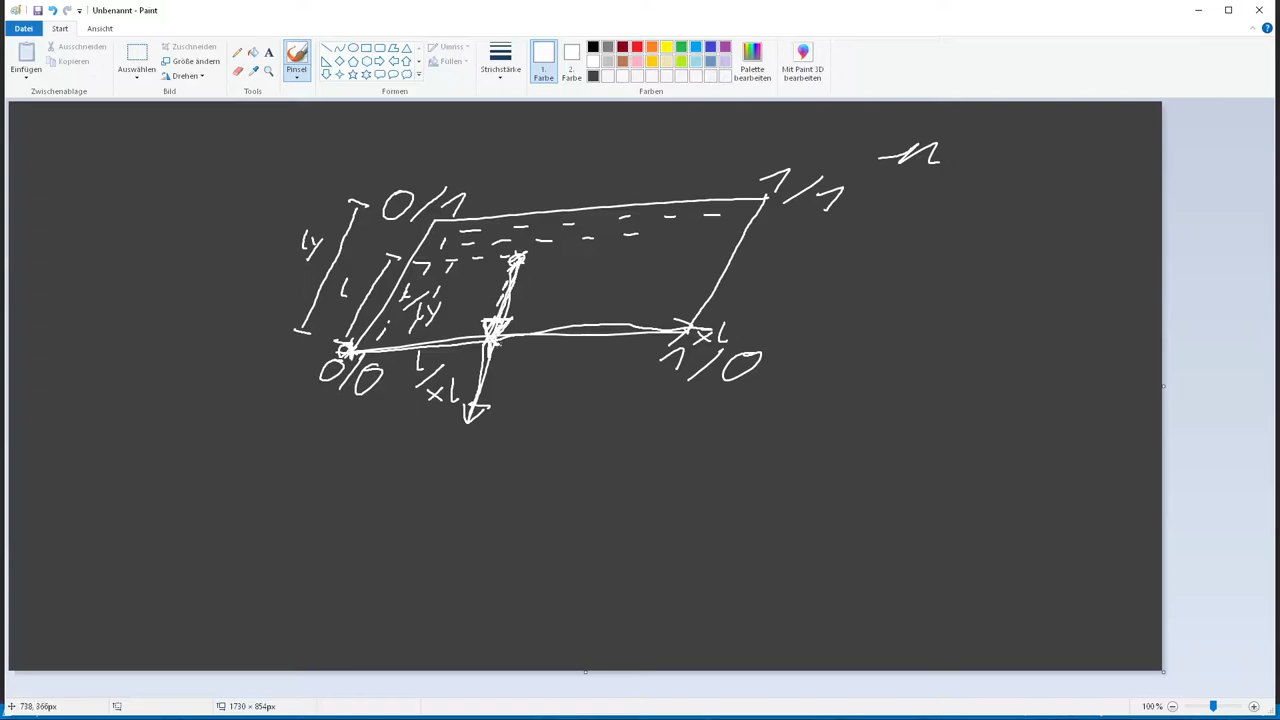 Unbenannt - Paint
Datei Start Ansicht
Einfügen
Ausschneiden
Kopieren
Zwischenablage
Auswählen
Zuschneiden
Größe ändern
Drehen
Bild
A
Tools
Pinsel
Formen
Umriss
Füllen
Strichstärke
1. Farbe
2. Farbe
Palette bearbeiten
Mit Paint 3D bearbeiten
Farben
0/1
1/1
ly
l
l/ly
0/0
l/xl
xl
1/0
738, 366px
1730 × 854px
100 %